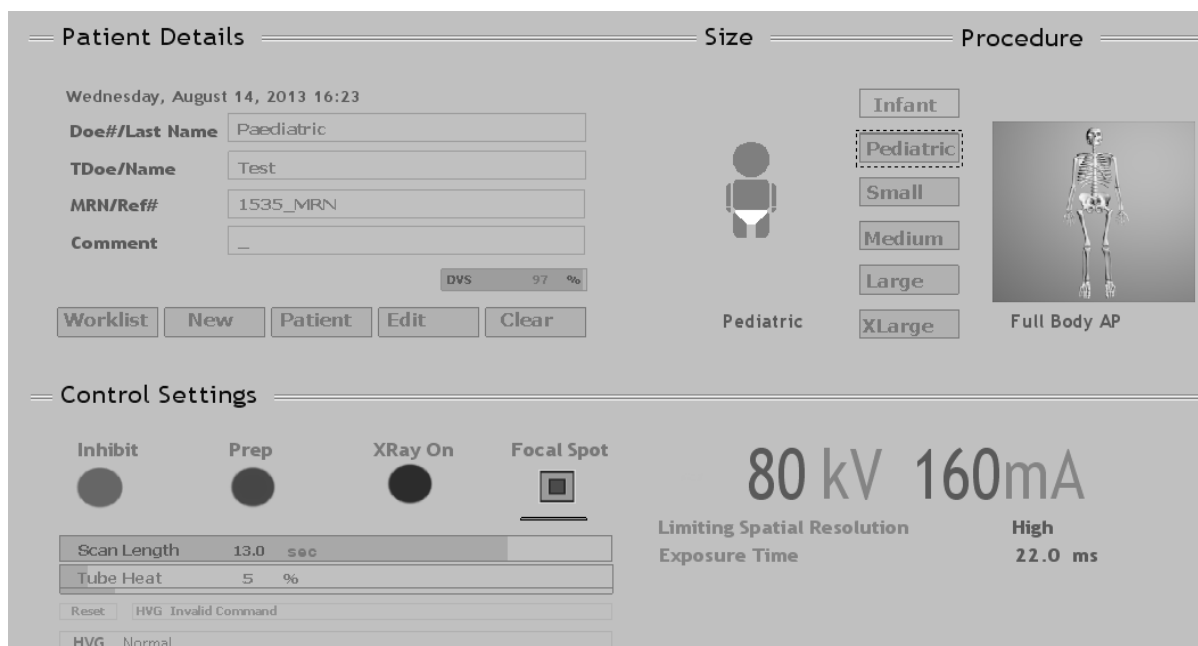 Patient Details
Size
Procedure
Wednesday, August 14, 2013 16:23
Doe#/Last Name Paediatric
TDoe/Name Test
MRN/Ref# 1535_MRN
Comment _
DVS 97 %
Worklist New Patient Edit Clear
Infant
Pediatric
Small
Medium
Large
XLarge
Pediatric
Full Body AP
Control Settings
Inhibit Prep XRay On Focal Spot
Scan Length 13.0 sec
Tube Heat 5 %
Reset HVG Invalid Command
HVG Normal
80 kV 160mA
Limiting Spatial Resolution High
Exposure Time 22.0 ms